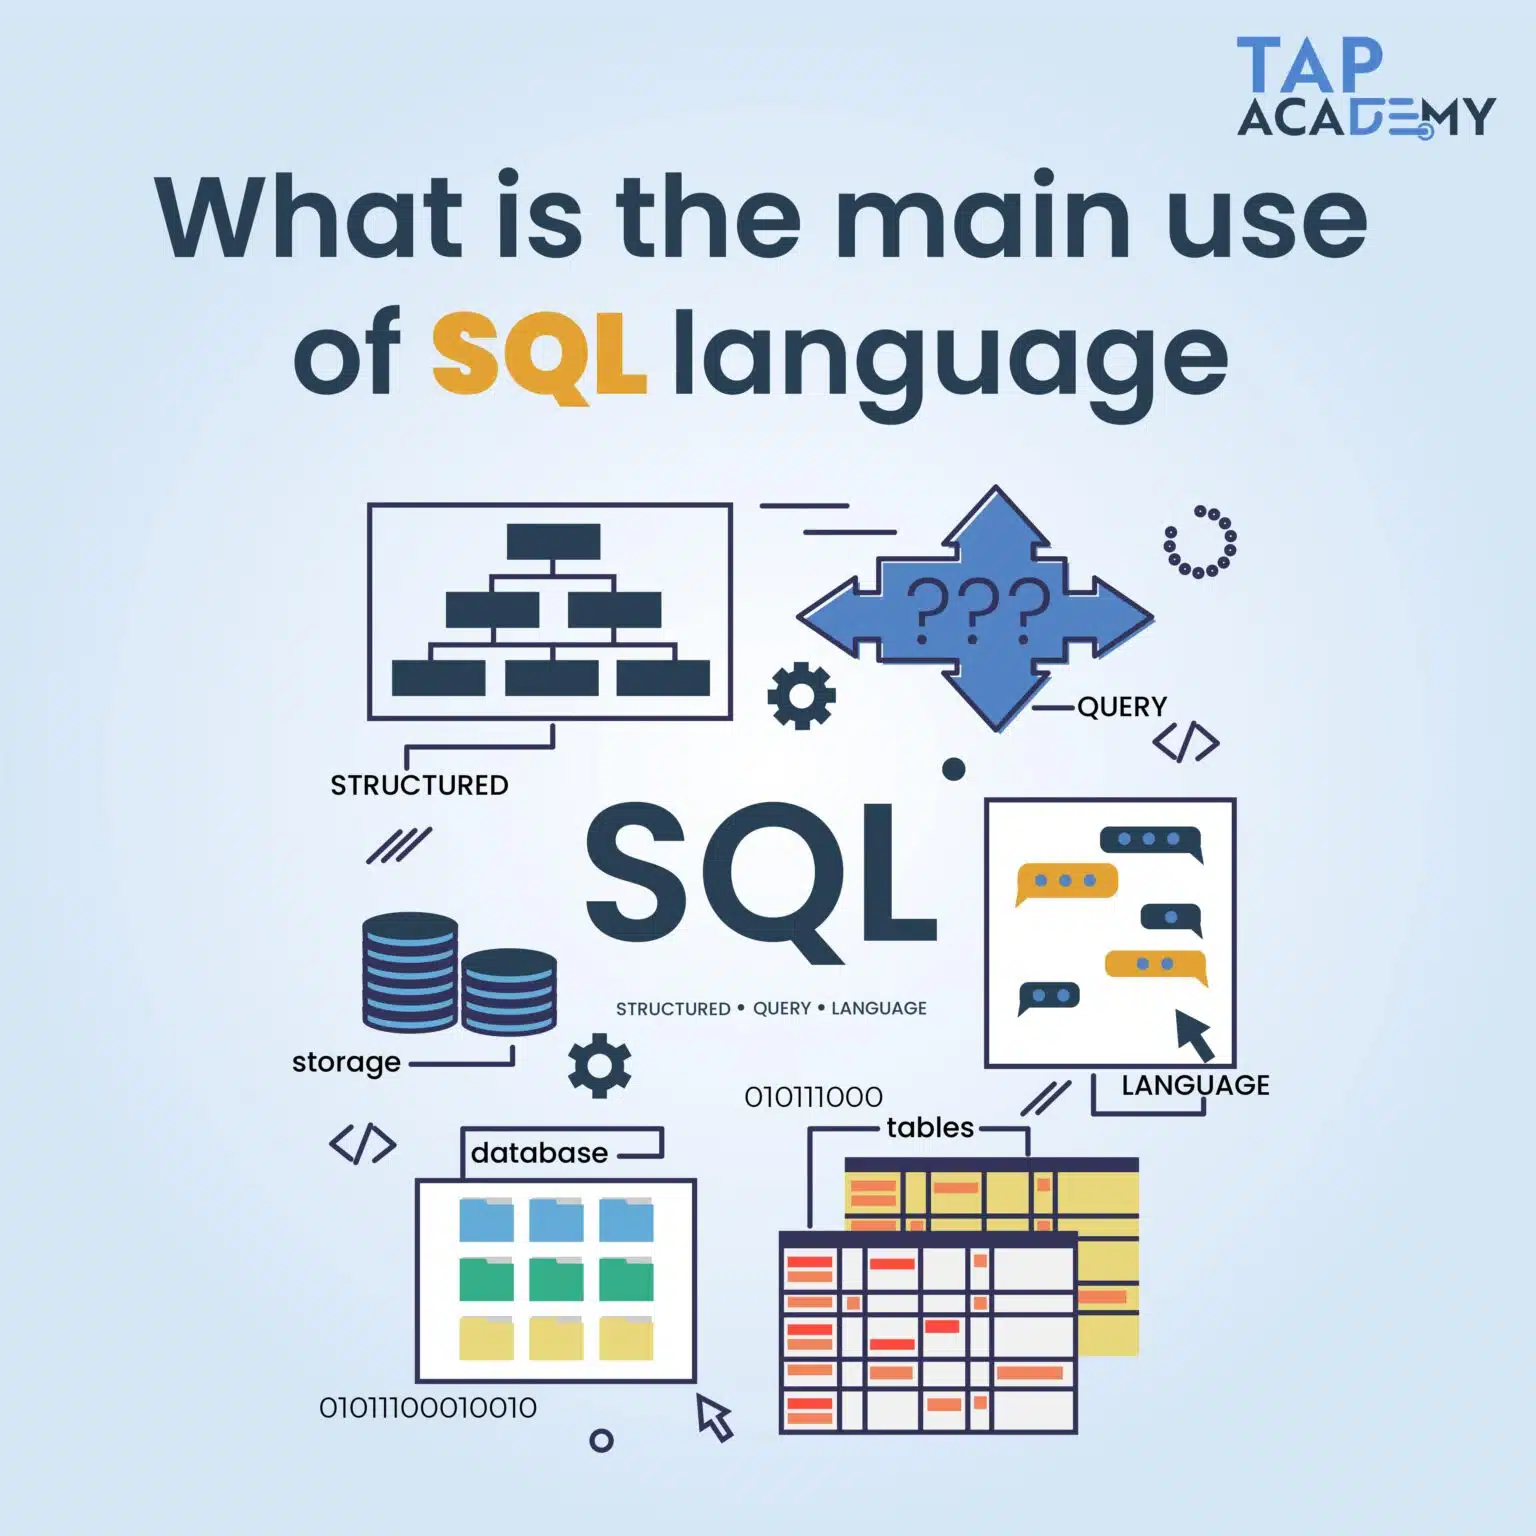 TAP
ACADEMY
What is the main use
of SQL language
???
QUERY
STRUCTURED
SQL
STRUCTURED • QUERY • LANGUAGE
storage
LANGUAGE
010111000
tables
database
01011100010010